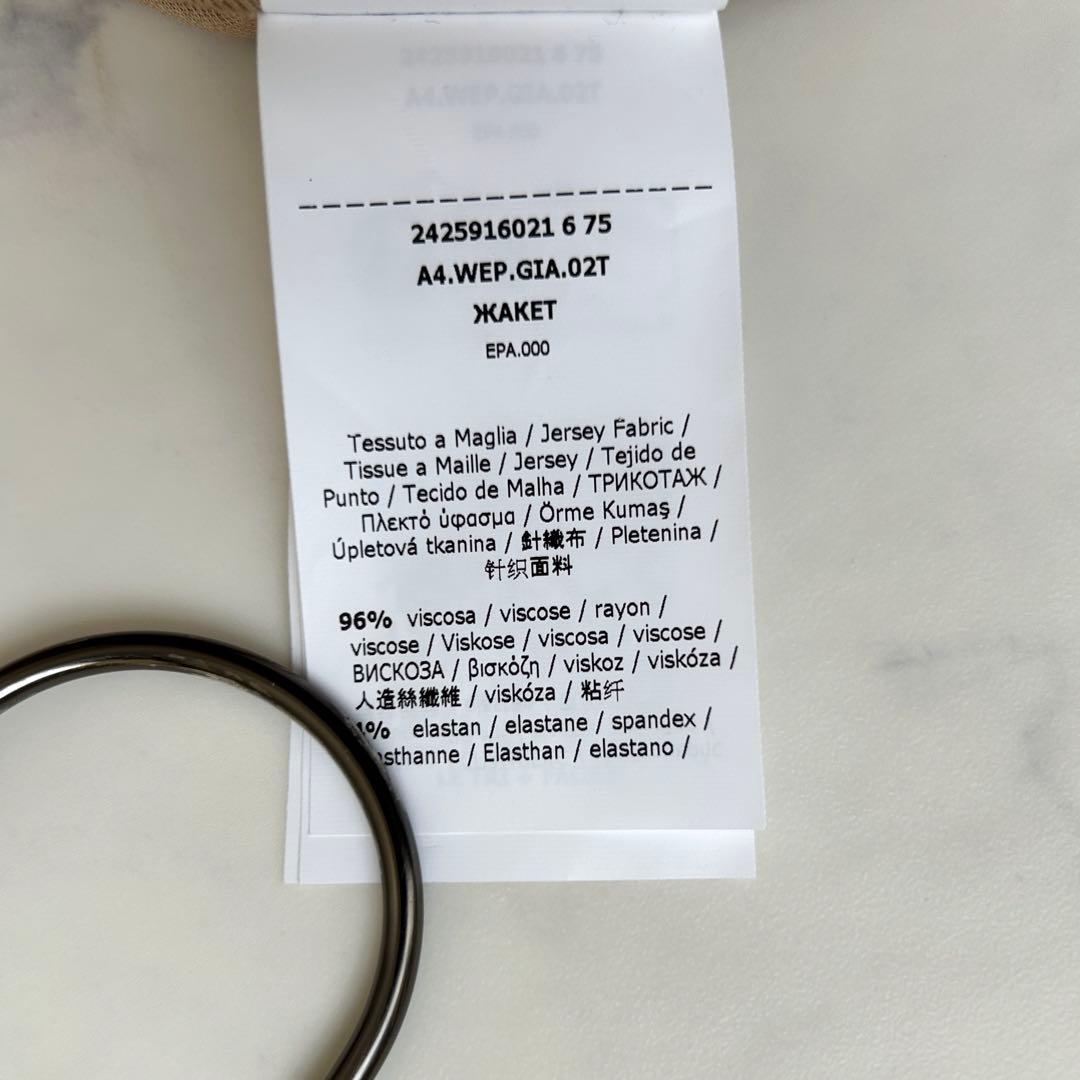 2425916021 6 75
A4.WEP.GIA.02T
ЖАКЕТ
EPA.000
Tessuto a Maglia / Jersey Fabric /
Tissue a Maille / Jersey / Tejido de
Punto / Tecido de Malha / ТРИКОТАЖ /
Πλεκτό ύφασμα / Örme Kumaş /
Úpletová tkanina / 針織布 / Pletenina /
针织面料
96% viscosa / viscose / rayon /
viscose / Viskose / viscosa / viscose /
ВИСКОЗА / βισκόζη / viskoz / viskóza /
人造絲纖維 / viskóza / 粘纤
elastan / elastane / spandex /
/ Elasthan / elastano /